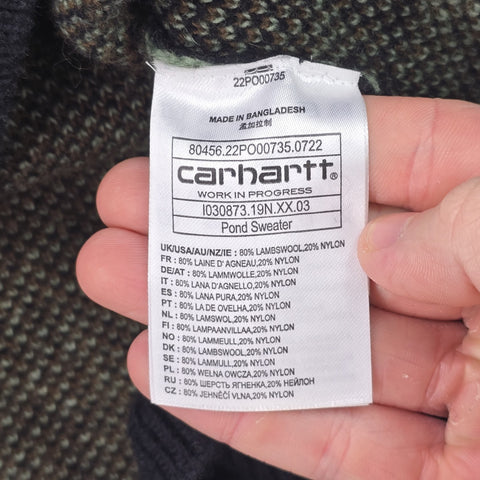 22PO00735
MADE IN BANGLADESH
孟加拉制
80456.22PO00735.0722
carhartt®
WORK IN PROGRESS
I030873.19N.XX.03
Pond Sweater
UK/USA/AU/NZ/IE : 80% LAMBSWOOL,20% NYLON
FR : 80% LAINE D'AGNEAU,20% NYLON
DE/AT : 80% LAMMWOLLE, 20% NYLON
IT : 80% LANA D'AGNELLO,20% NYLON
ES : 80% LANA PURA,20% NYLON
PT : 80% LA DE OVELHA,20% NYLON
NL : 80% LAMSWOL,20% NYLON
FI : 80% LAMPAANVILLAA,20% NYLON
NO : 80% LAMMEULL, 20% NYLON
DK : 80% LAMBSWOOL, 20% NYLON
SE : 80% LAMMULL, 20% NYLON
PL : 80% WEŁNA OWCZA, 20% NYLON
RU : 80% ШЕРСТЬ ЯГНЕНКА,20% НЕЙЛОН
CZ : 80% JEHNĚČÍ VLNA,20% NYLON